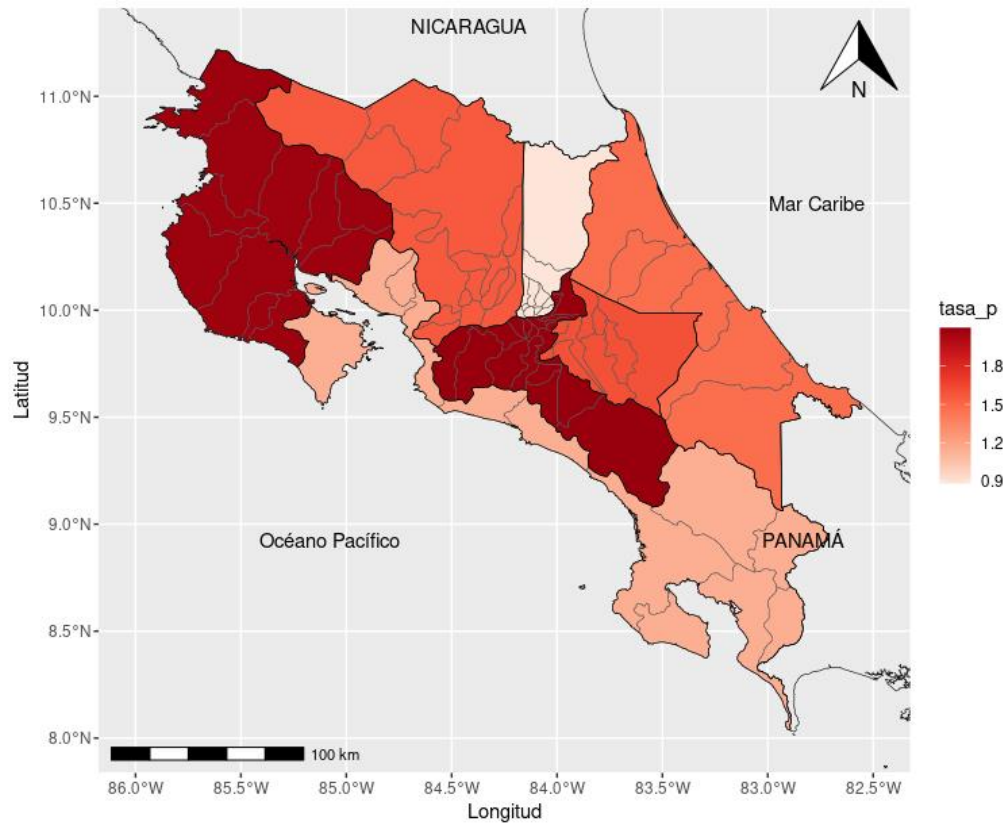 NICARAGUA
N
11.0°N
10.5°N
10.0°N
9.5°N
9.0°N
8.5°N
8.0°N
Latitud
Mar Caribe
Océano Pacífico
PANAMÁ
100 km
86.0°W
85.5°W
85.0°W
84.5°W
84.0°W
83.5°W
83.0°W
82.5°W
Longitud
tasa_p
1.8
1.5
1.2
0.9